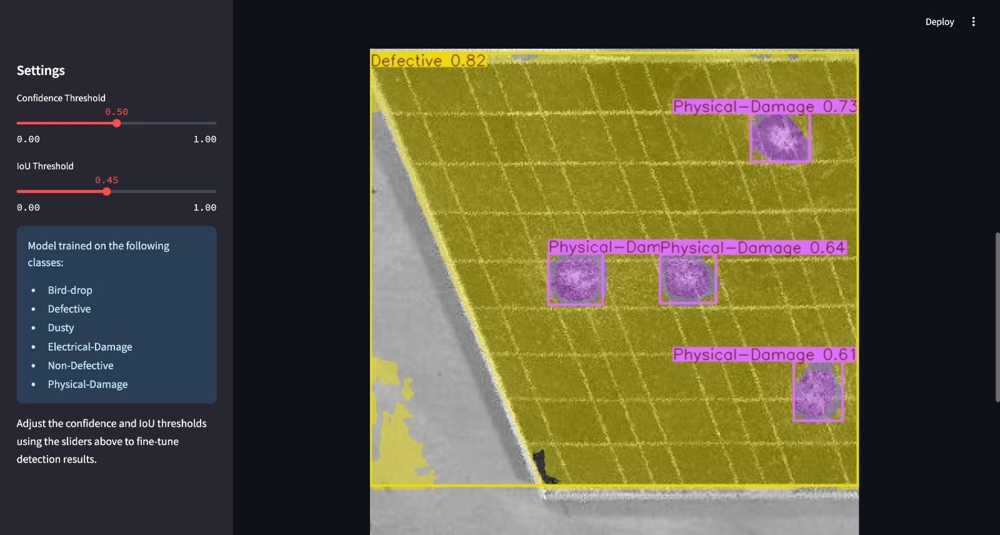 Deploy
Settings
Confidence Threshold
0.50
0.00 1.00
IoU Threshold
0.45
0.00 1.00
Model trained on the following
classes:
• Bird-drop
• Defective
• Dusty
• Electrical-Damage
• Non-Defective
• Physical-Damage
Adjust the confidence and IoU thresholds
using the sliders above to fine-tune
detection results.
Defective 0.82
Physical-Damage 0.73
Physical-Dam
Physical-Damage 0.64
Physical-Damage 0.61